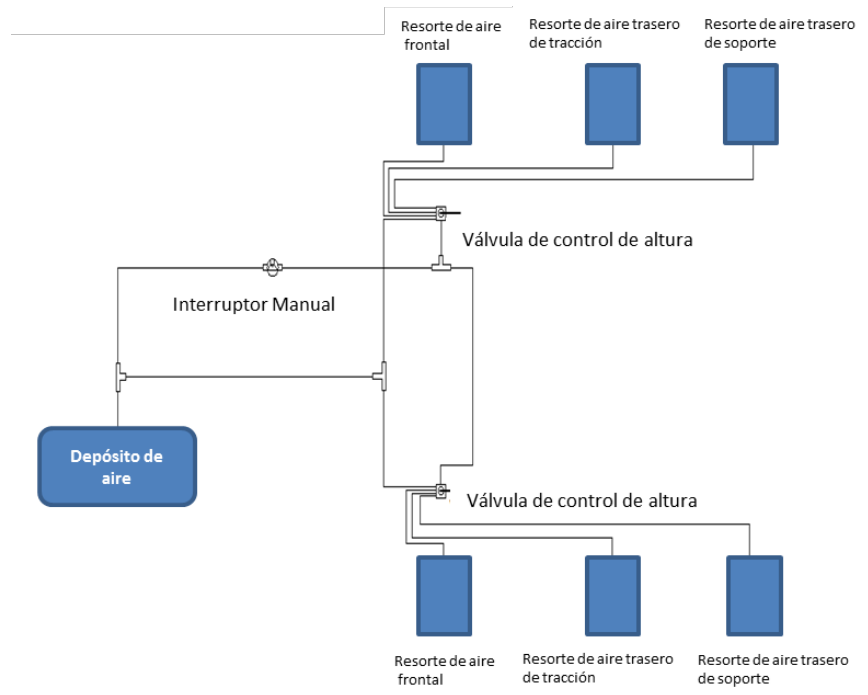 Resorte de aire
frontal
Resorte de aire trasero
de tracción
Resorte de aire trasero
de soporte
Válvula de control de altura
Interruptor Manual
Depósito de
aire
Válvula de control de altura
Resorte de aire
frontal
Resorte de aire trasero
de tracción
Resorte de aire trasero
de soporte